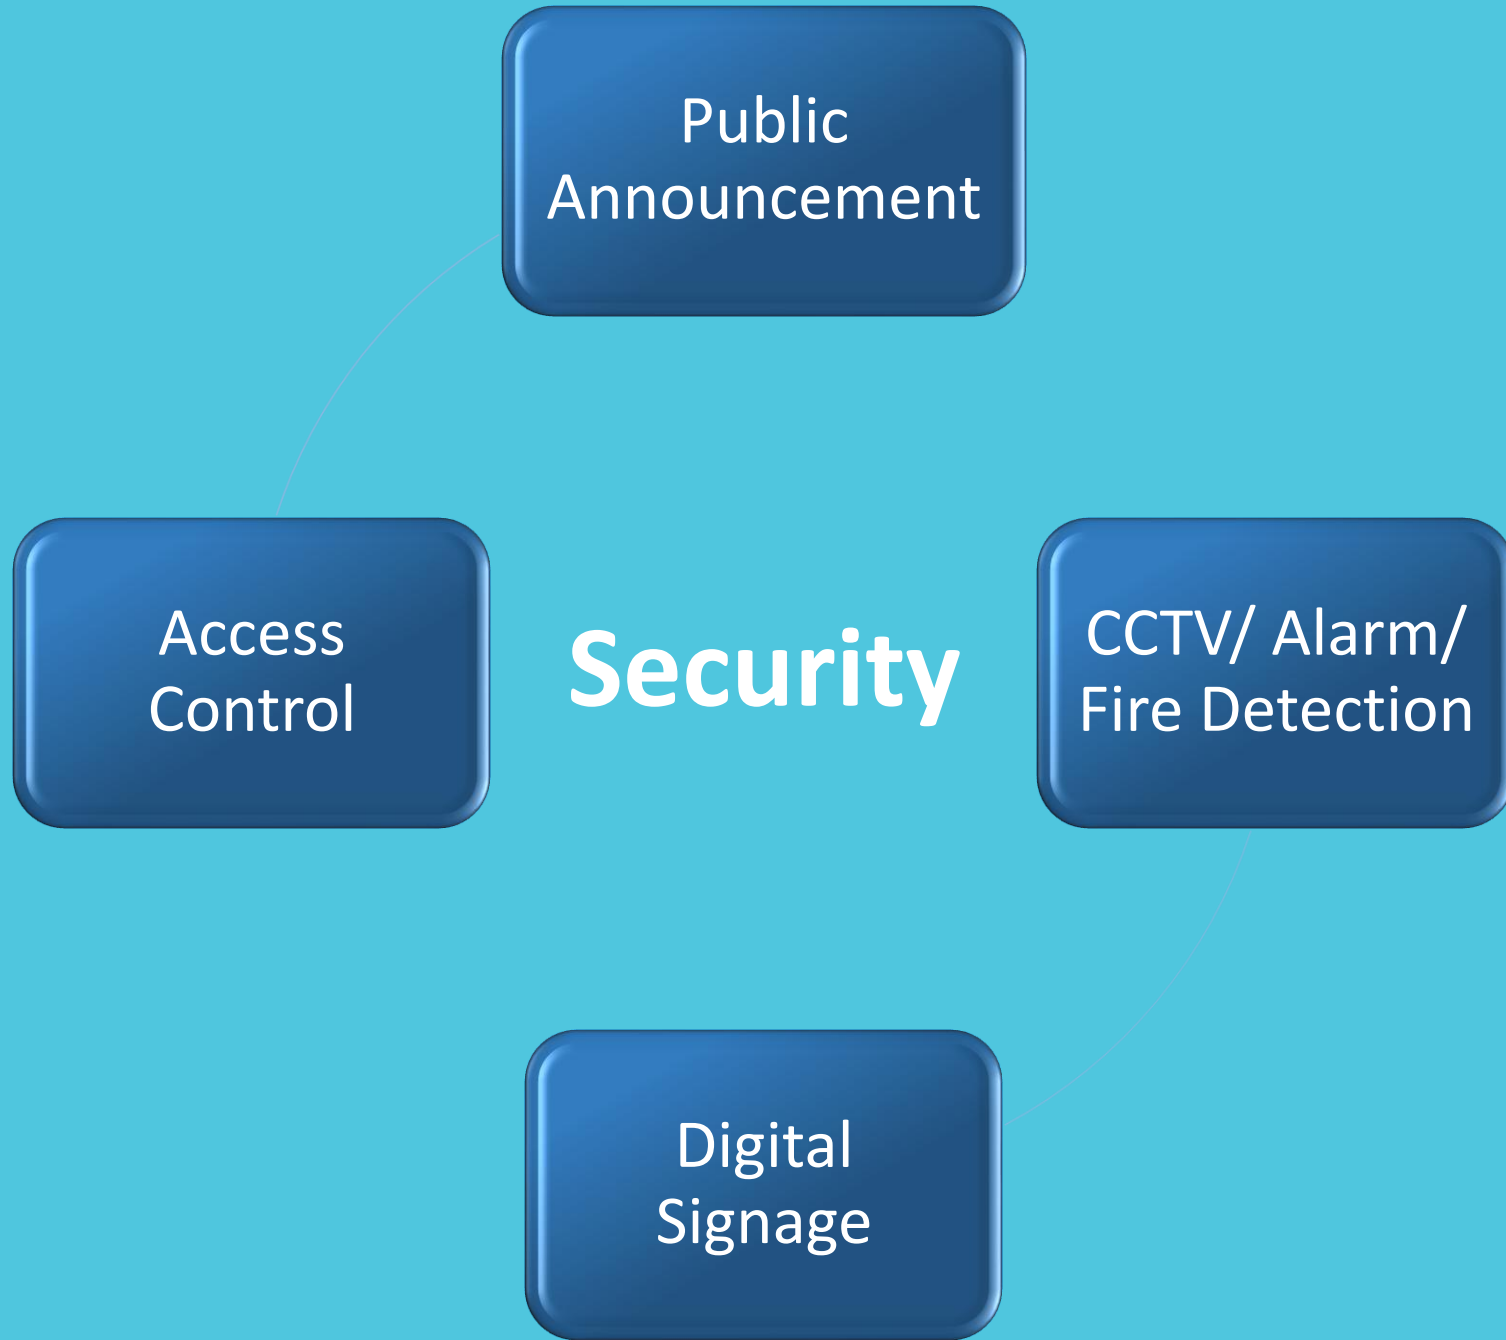 Public
Announcement
Access
Control
Security
CCTV/ Alarm/
Fire Detection
Digital
Signage